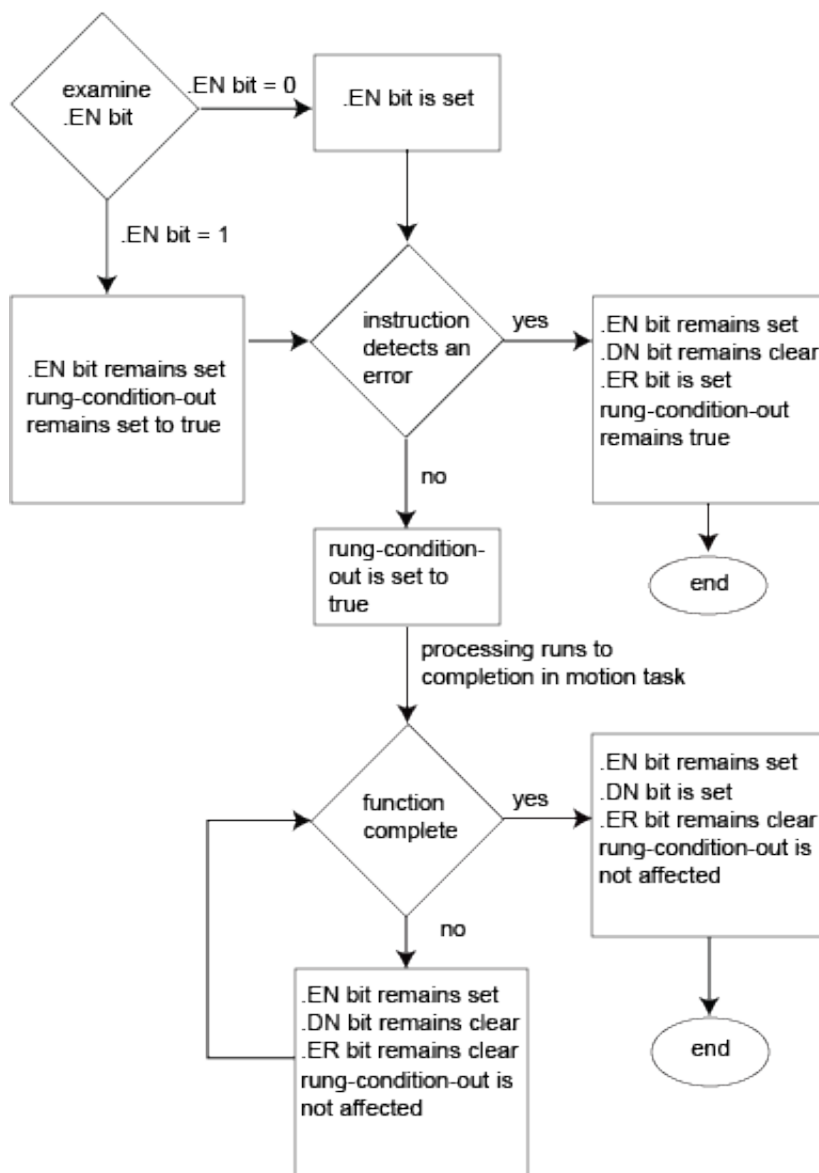 examine
.EN bit
.EN bit = 0
.EN bit is set
.EN bit = 1
.EN bit remains set
rung-condition-out
remains set to true
instruction
detects an
error
yes
.EN bit remains set
.DN bit remains clear
.ER bit is set
rung-condition-out
remains true
end
no
rung-condition-
out is set to
true
processing runs to
completion in motion task
function
complete
yes
.EN bit remains set
.DN bit is set
.ER bit remains clear
rung-condition-out is
not affected
end
no
.EN bit remains set
.DN bit remains clear
.ER bit remains clear
rung-condition-out is
not affected